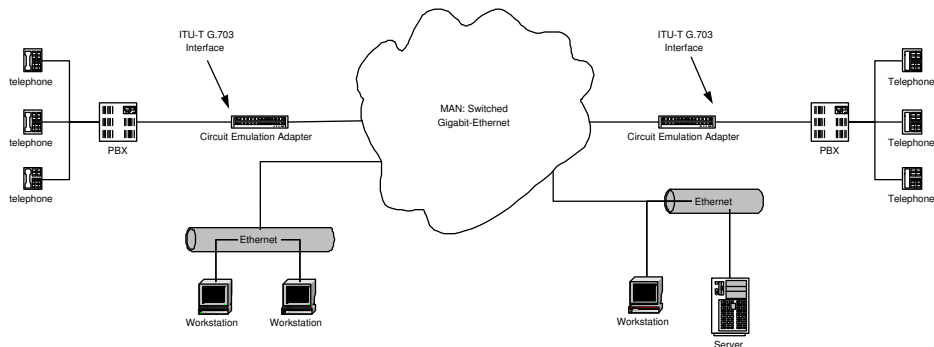 ITU-T G.703
Interface
ITU-T G.703
Interface
telephone
Telephone
MAN: Switched
Gigabit-Ethernet
telephone
PBX
Circuit Emulation Adapter
Circuit Emulation Adapter
PBX
Telephone
telephone
Telephone
Ethernet
Ethernet
Workstation
Workstation
Workstation
Server